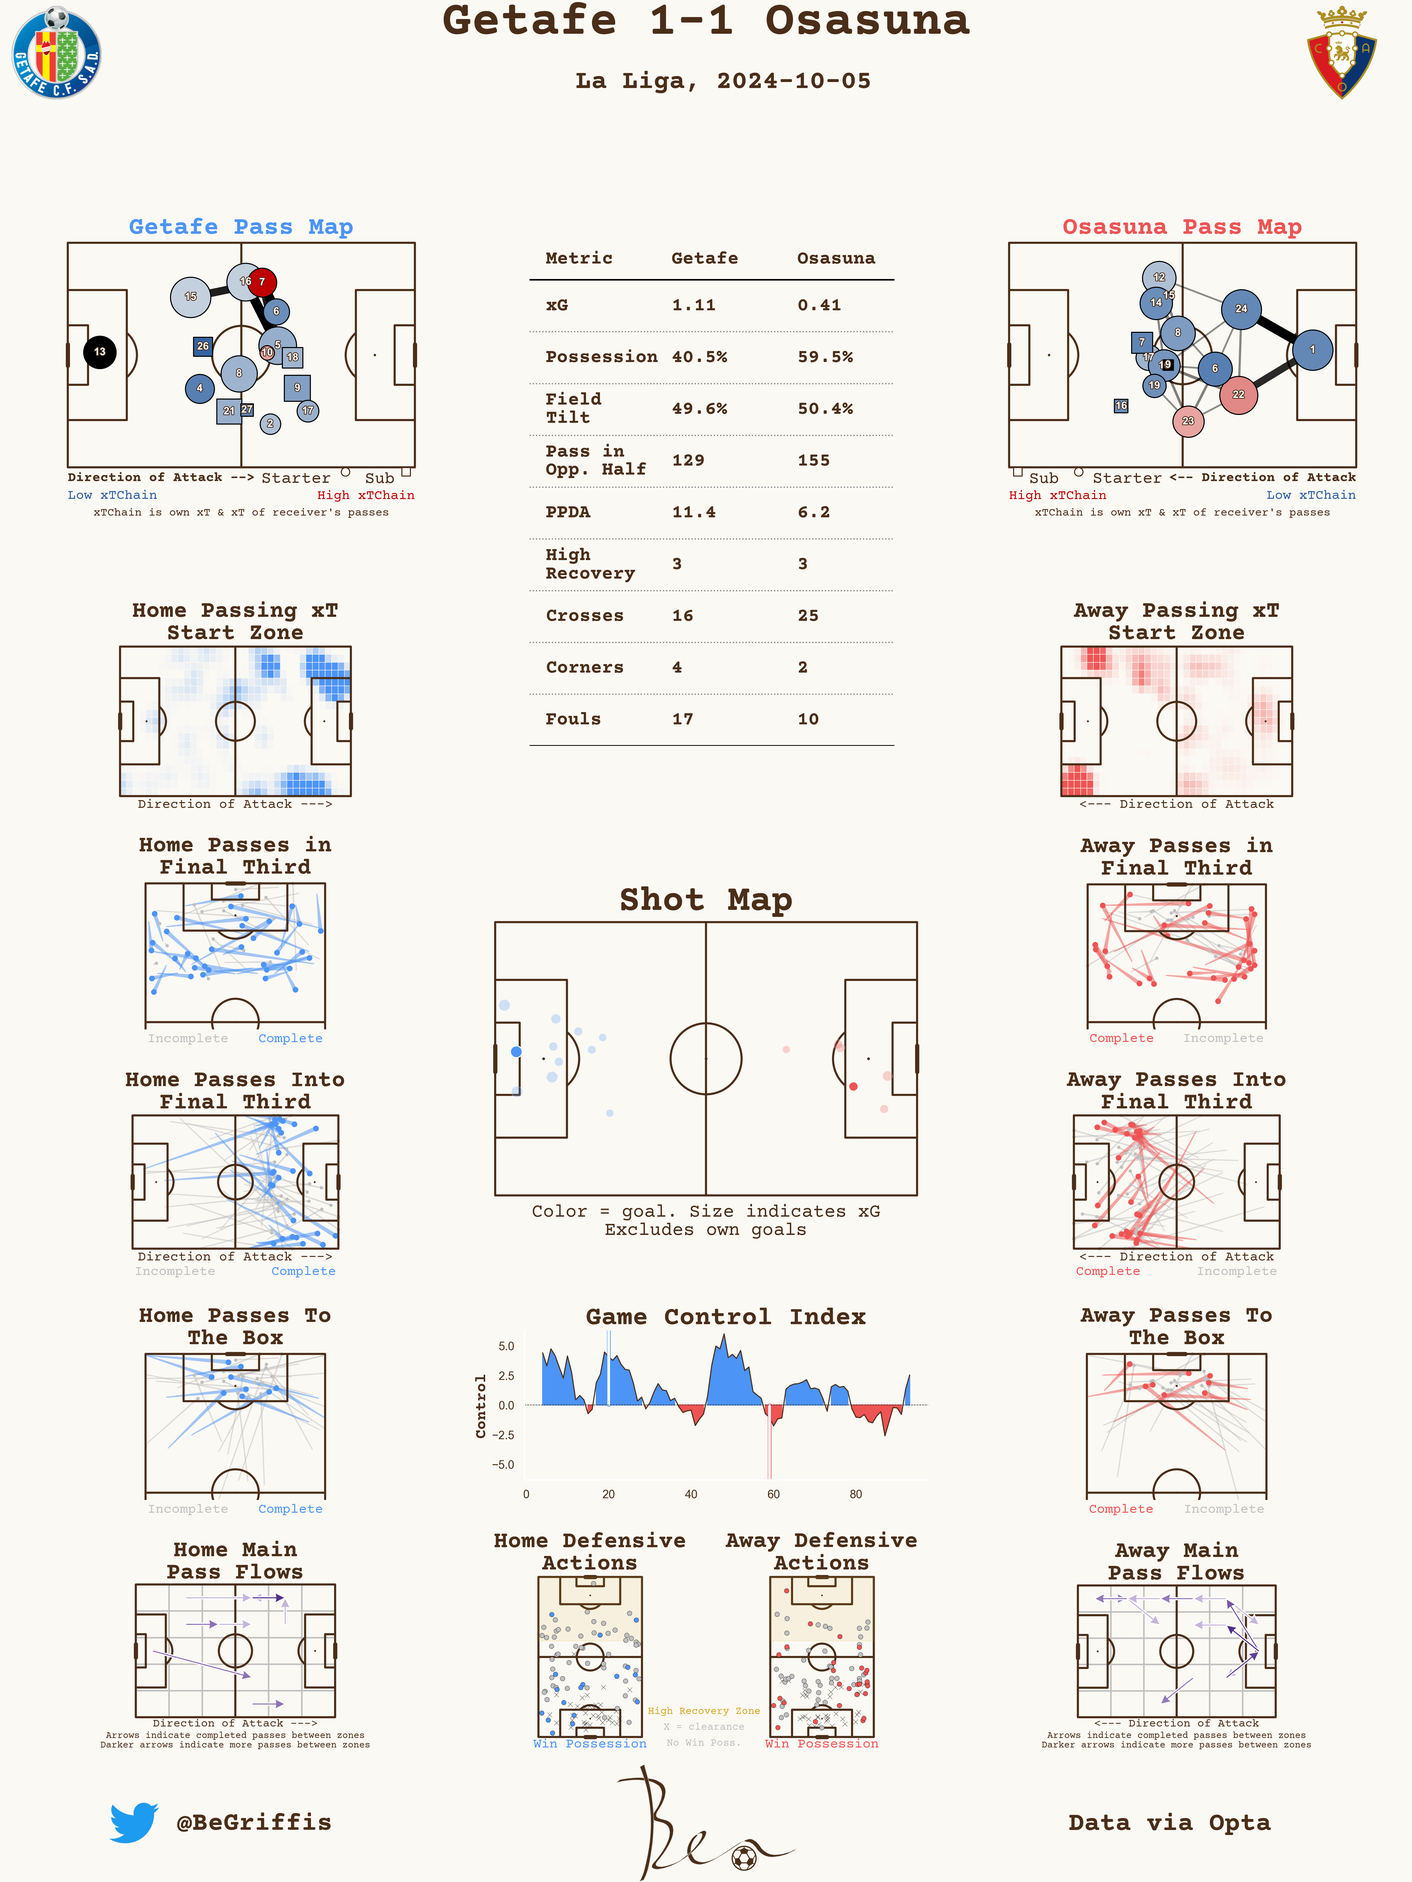 Getafe 1-1 Osasuna
La Liga, 2024-10-05
GETAFE C.F. S.A.D.
C A
O
Getafe Pass Map
15
16
7
6
5
10
18
13
26
8
4
9
21
27
17
2
Direction of Attack --> Starter Sub
Low xTChain High xTChain
xTChain is own xT & xT of receiver's passes
Metric Getafe Osasuna
xG 1.11 0.41
Possession 40.5% 59.5%
Field
Tilt 49.6% 50.4%
Pass in
Opp. Half 129 155
PPDA 11.4 6.2
High
Recovery 3 3
Crosses 16 25
Corners 4 2
Fouls 17 10
Osasuna Pass Map
12
15
14
24
8
7
17
1
19
6
19
22
16
23
Sub Starter <-- Direction of Attack
High xTChain Low xTChain
xTChain is own xT & xT of receiver's passes
Home Passing xT
Start Zone
Direction of Attack --->
Away Passing xT
Start Zone
<--- Direction of Attack
Home Passes in
Final Third
Incomplete Complete
Away Passes in
Final Third
Complete Incomplete
Shot Map
Color = goal. Size indicates xG
Excludes own goals
Home Passes Into
Final Third
Direction of Attack --->
Incomplete Complete
Away Passes Into
Final Third
<--- Direction of Attack
Complete Incomplete
Home Passes To
The Box
Incomplete Complete
Game Control Index
Control
5.0
2.5
0.0
−2.5
−5.0
0 20 40 60 80
Away Passes To
The Box
Complete Incomplete
Home Main
Pass Flows
Direction of Attack --->
Arrows indicate completed passes between zones
Darker arrows indicate more passes between zones
Home Defensive
Actions
Win Possession
High Recovery Zone
X = clearance
No Win Poss.
Away Defensive
Actions
Win Possession
Away Main
Pass Flows
<--- Direction of Attack
Arrows indicate completed passes between zones
Darker arrows indicate more passes between zones
@BeGriffis
Ben
Data via Opta